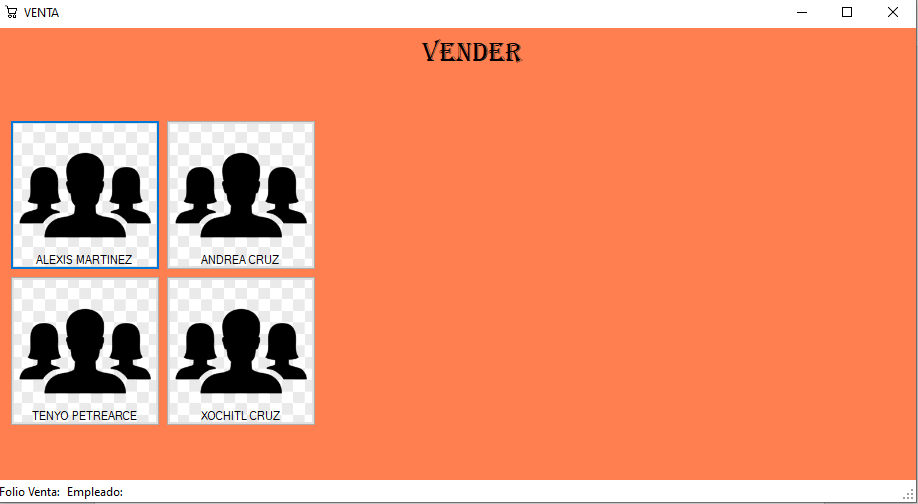 VENTA
VENDER
ALEXIS MARTINEZ
ANDREA CRUZ
TENYO PETREARCE
XOCHITL CRUZ
Folio Venta: Empleado: